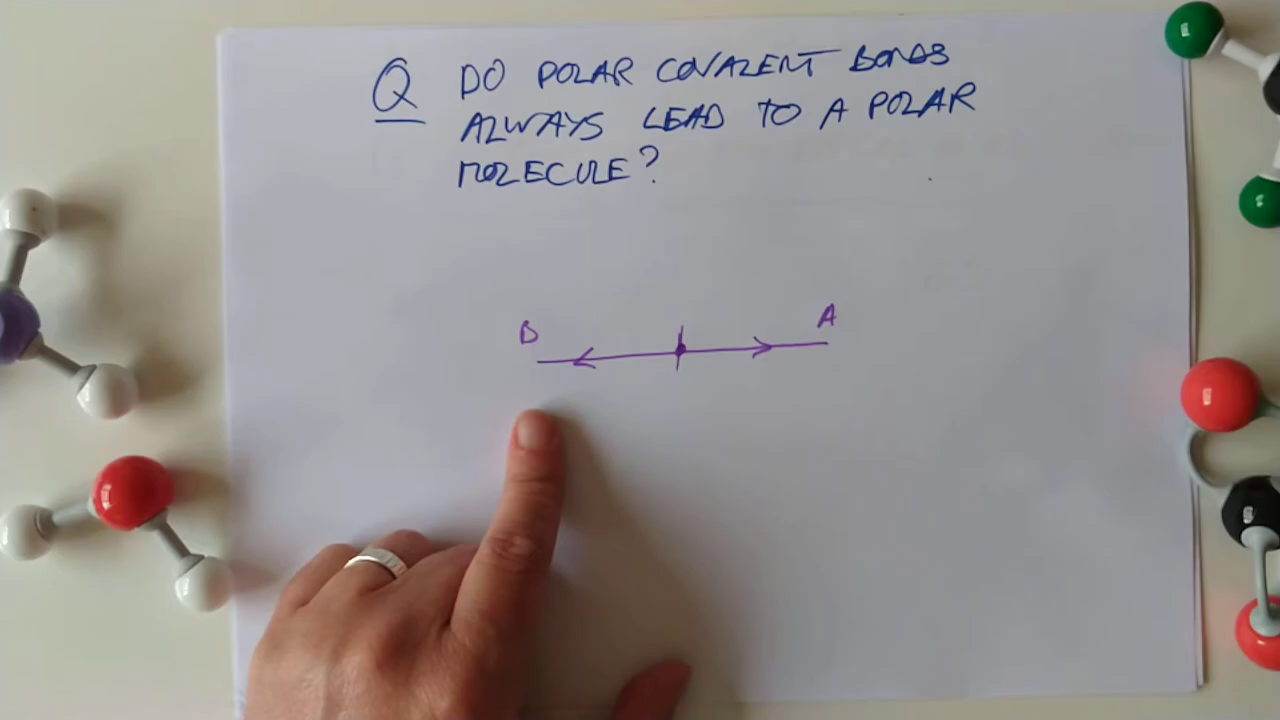 Q DO POLAR COVALENT BONDS
ALWAYS LEAD TO A POLAR
MOLECULE?
B A